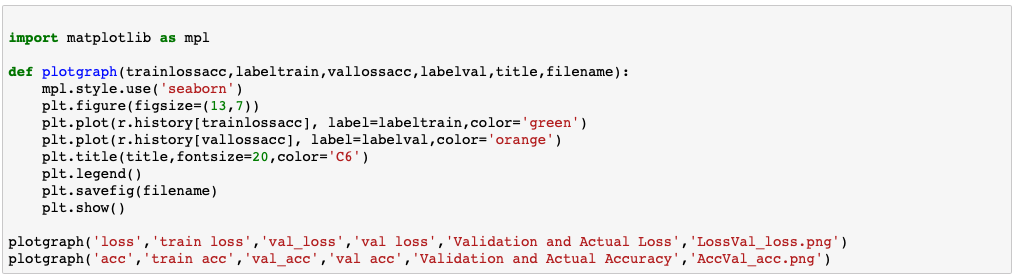 import matplotlib as mpl
def plotgraph(trainlossacc,labeltrain,vallossacc,labelval,title,filename):
    mpl.style.use('seaborn')
    plt.figure(figsize=(13,7))
    plt.plot(r.history[trainlossacc], label=labeltrain,color='green')
    plt.plot(r.history[vallossacc], label=labelval,color='orange')
    plt.title(title,fontsize=20,color='C6')
    plt.legend()
    plt.savefig(filename)
    plt.show()
plotgraph('loss','train loss','val_loss','val loss','Validation and Actual Loss','LossVal_loss.png')
plotgraph('acc','train acc','val_acc','val acc','Validation and Actual Accuracy','AccVal_acc.png')